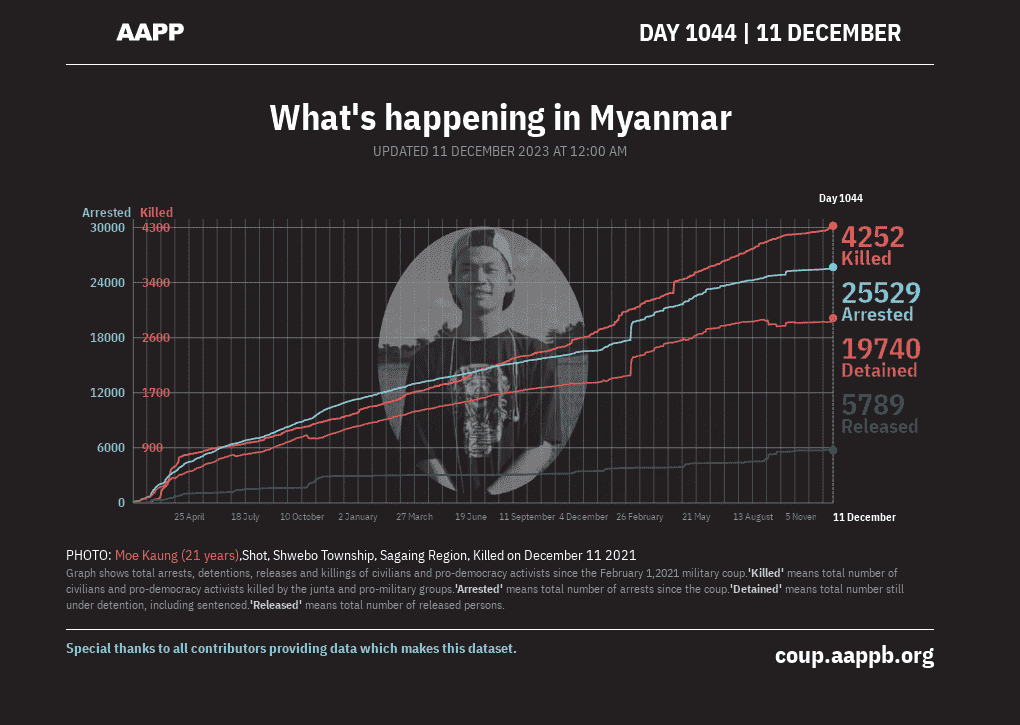 AAPP
DAY 1044 | 11 DECEMBER
What's happening in Myanmar
UPDATED 11 DECEMBER 2023 AT 12:00 AM
Day 1044
Arrested Killed
30000 4300
24000 3400
18000 2600
12000 1700
6000 900
0
4252
Killed
25529
Arrested
19740
Detained
5789
Released
25 April 18 July 10 October 2 January 27 March 19 June 11 September 4 December 26 February 21 May 13 August 5 Noven 11 December
PHOTO: Moe Kaung (21 years),Shot, Shwebo Township, Sagaing Region, Killed on December 11 2021
Graph shows total arrests, detentions, releases and killings of civilians and pro-democracy activists since the February 1,2021 military coup.'Killed' means total number of
civilians and pro-democracy activists killed by the junta and pro-military groups.'Arrested' means total number of arrests since the coup.'Detained' means total number still
under detention, including sentenced.'Released' means total number of released persons.
Special thanks to all contributors providing data which makes this dataset.
coup.aappb.org